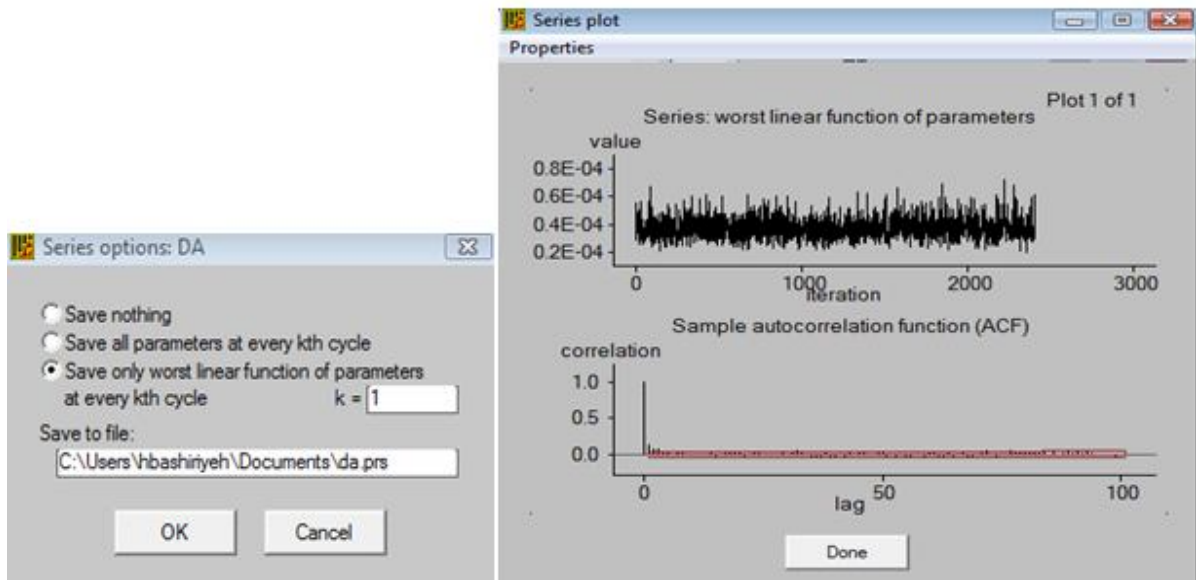 Series options: DA
Save nothing
Save all parameters at every kth cycle
Save only worst linear function of parameters
at every kth cycle k = 1
Save to file:
C:\Users\hbashiriyeh\Documents\da.prs
OK Cancel
Series plot
Properties
Plot 1 of 1
Series: worst linear function of parameters
value
0.8E-04
0.6E-04
0.4E-04
0.2E-04
0 1000 2000 3000
iteration
Sample autocorrelation function (ACF)
correlation
1.0
0.5
0.0
0 50 100
lag
Done